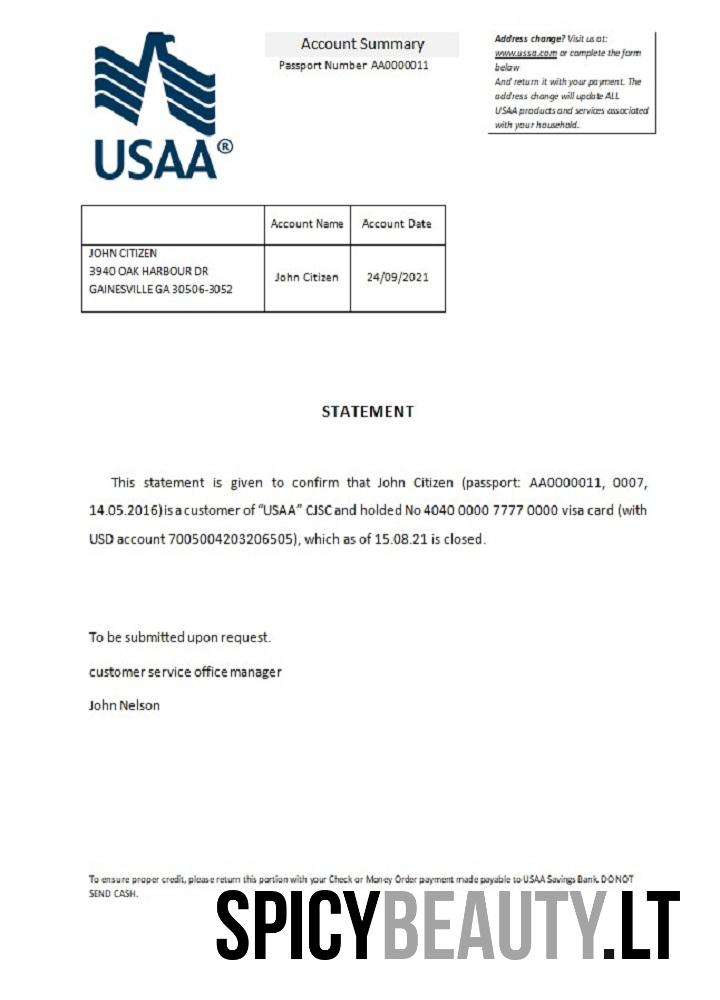 USAA®
Account Summary
Passport Number AA0000011
Address change? Visit us at:
www.ussa.com or complete the form
below
And return it with your payment. The
address change will update ALL
USAA products and services associated
with your household.
Account Name Account Date
JOHN CITIZEN
3940 OAK HARBOUR DR
GAINESVILLE GA 30506-3052
John Citizen 24/09/2021
STATEMENT
This statement is given to confirm that John Citizen (passport: AA0000011, 0007,
14.05.2016) is a customer of “USAA” CJSC and holded No 4040 0000 7777 0000 visa card (with
USD account 7005004203206505), which as of 15.08.21 is closed.
To be submitted upon request.
customer service office manager
John Nelson
To ensure proper credit, please return this portion with your Check or Money Order payment made payable to USAA Savings Bank. DO NOT
SEND CASH.
SPICYBEAUTY.LT